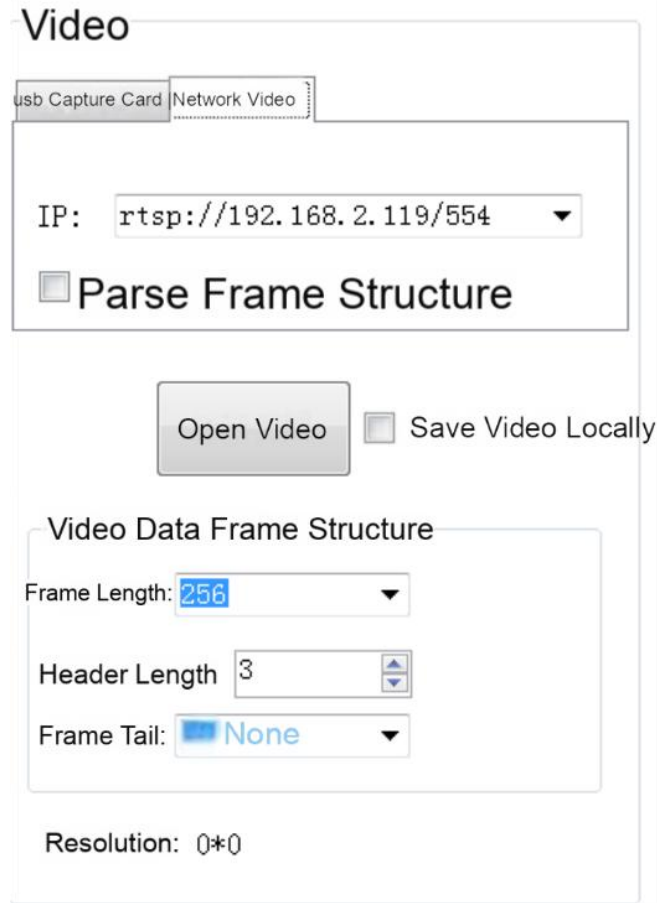 Video
usb Capture Card Network Video
IP: rtsp://192.168.2.119/554
Parse Frame Structure
Open Video Save Video Locally
Video Data Frame Structure
Frame Length: 256
Header Length 3
Frame Tail: None
Resolution: 0*0